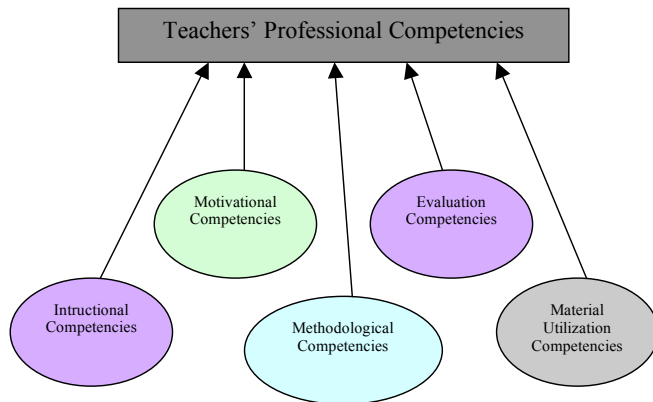 Teachers’ Professional Competencies
Motivational
Competencies
Evaluation
Competencies
Intructional
Competencies
Methodological
Competencies
Material
Utilization
Competencies